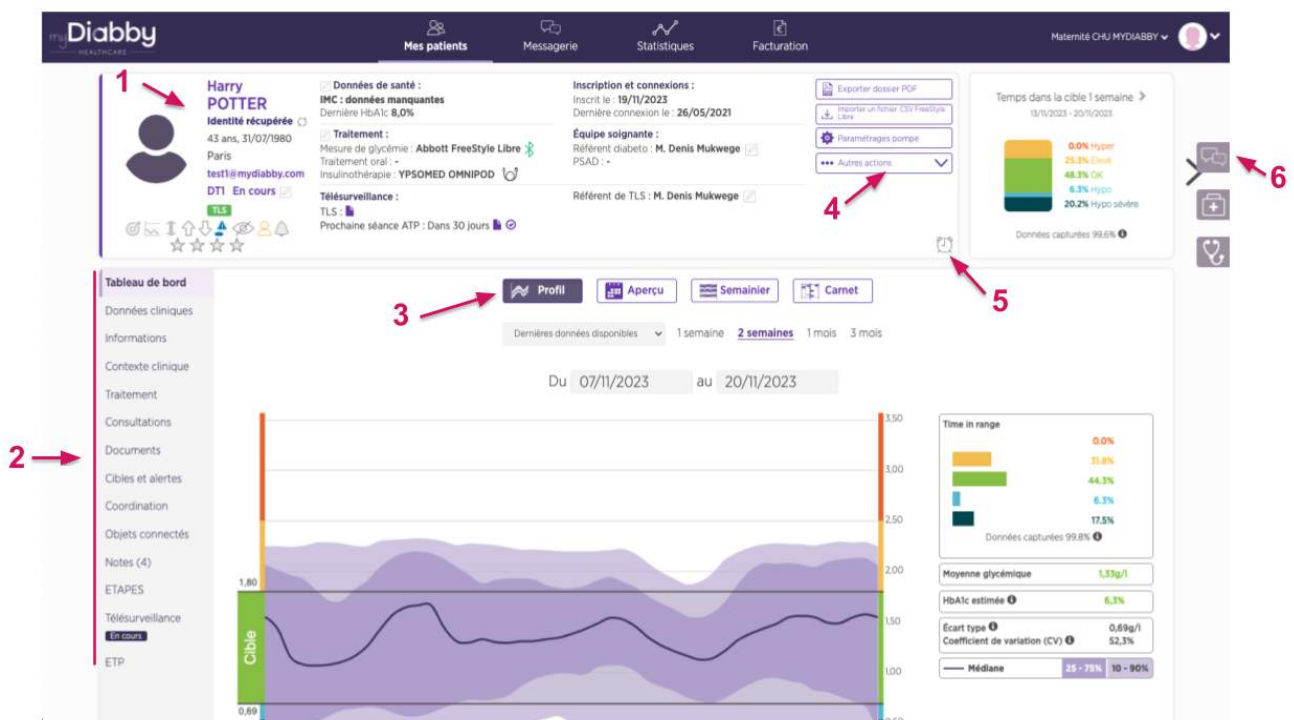 myDiabby
HEALTHCARE
Mes patients
Messagerie
Statistiques
Facturation
Maternité CHU MYDIABBY
1
Harry
POTTER
Identité récupérée
43 ans, 31/07/1980
Paris
test1@mydiabby.com
DT1 En cours
TLS
Données de santé :
IMC : données manquantes
Dernière HbA1c 8,0%
Traitement :
Mesure de glycémie : Abbott FreeStyle Libre
Traitement oral : -
Insulinothérapie : YPSOMED OMNIPOD
Télésurveillance :
TLS :
Prochaine séance ATP : Dans 30 jours
Inscription et connexions :
Inscrit le : 19/11/2023
Dernière connexion le : 26/05/2021
Équipe soignante :
Référent diabeto : M. Denis Mukwege
PSAD : -
Référent de TLS : M. Denis Mukwege
Exporter dossier PDF
Importer un fichier CSV FreeStyle
Libre
Paramétrages pompe
Autres actions
4
5
Temps dans la cible 1 semaine
13/11/2023 - 20/11/2023
0.0% Hyper
25.3% Élevé
48.3% OK
6.3% Hypo
20.2% Hypo sévère
Données capturées 99,6%
6
2
Tableau de bord
Données cliniques
Informations
Contexte clinique
Traitement
Consultations
Documents
Cibles et alertes
Coordination
Objets connectés
Notes (4)
ETAPES
Télésurveillance
En cours
ETP
3
Profil
Aperçu
Semainier
Carnet
Dernières données disponibles
1 semaine
2 semaines
1 mois
3 mois
Du 07/11/2023 au 20/11/2023
3,50
3,00
2,50
2,00
1,80
1,50
Cible
1,00
0,69
0,50
Time in range
0.0%
31.8%
44.3%
6.3%
17.5%
Données capturées 99,8%
Moyenne glycémique 1,33g/l
HbA1c estimée 6,3%
Écart type 0,69g/l
Coefficient de variation (CV) 52,3%
Médiane 25 - 75% 10 - 90%